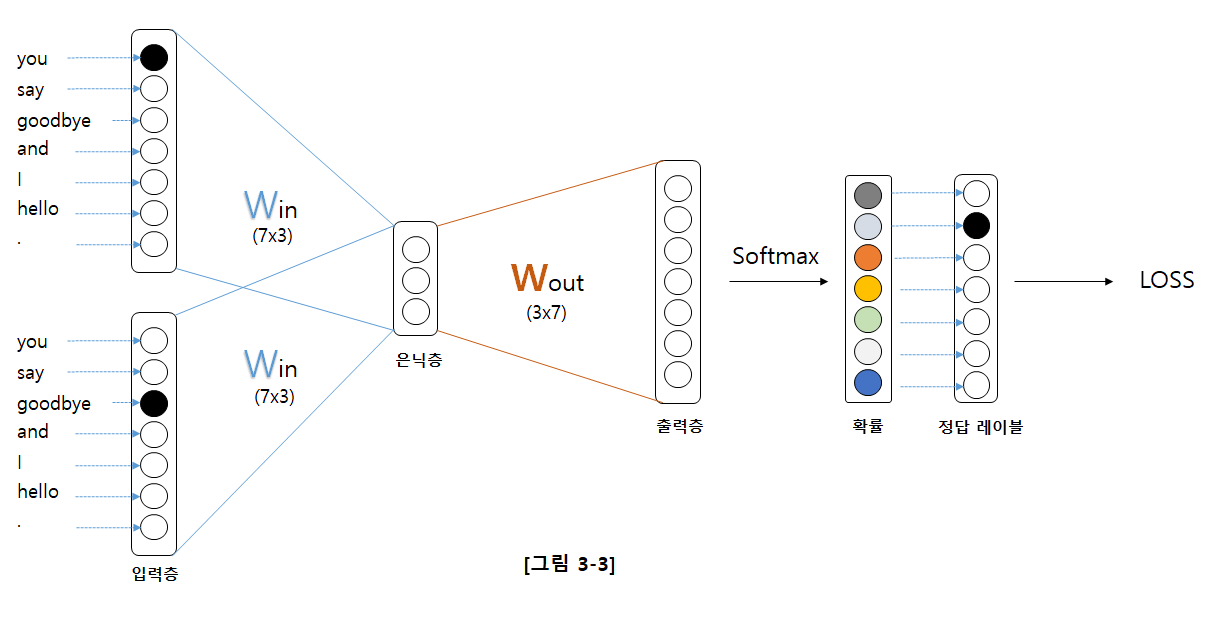 you
say
goodbye
and
I
hello
.
Win
(7x3)
you
say
goodbye
and
I
hello
.
Win
(7x3)
입력층
은닉층
Wout
(3x7)
출력층
Softmax
확률
정답 레이블
LOSS
[그림 3-3]